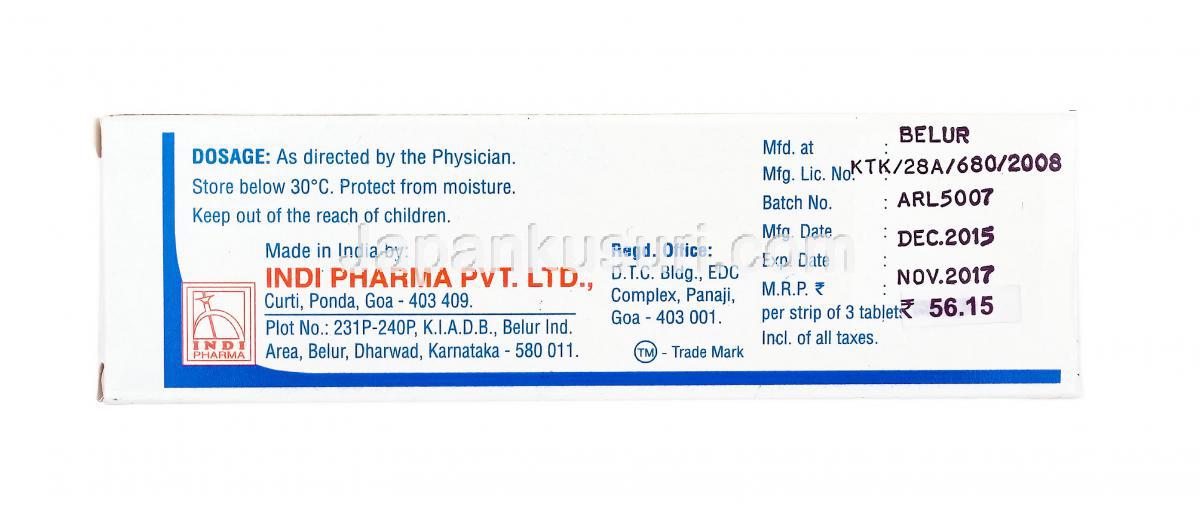 DOSAGE: As directed by the Physician.
Store below 30°C. Protect from moisture.
Keep out of the reach of children.
Made in India by:
INDI PHARMA PVT. LTD.,
Curti, Ponda, Goa - 403 409.
Plot No.: 231P-240P, K.I.A.D.B., Belur Ind.
Area, Belur, Dharwad, Karnataka - 580 011.
INDI
PHARMA
Regd. Office:
D.T.C. Bldg., EDC
Complex, Panaji,
Goa - 403 001.
TM - Trade Mark
Mfd. at : BELUR
Mfg. Lic. No. KTK/28A/680/2008
Batch No. : ARL5007
Mfg. Date : DEC.2015
Exp. Date : NOV.2017
M.R.P. ₹ :
per strip of 3 tablets ₹ 56.15
Incl. of all taxes.
Japankusuri.com